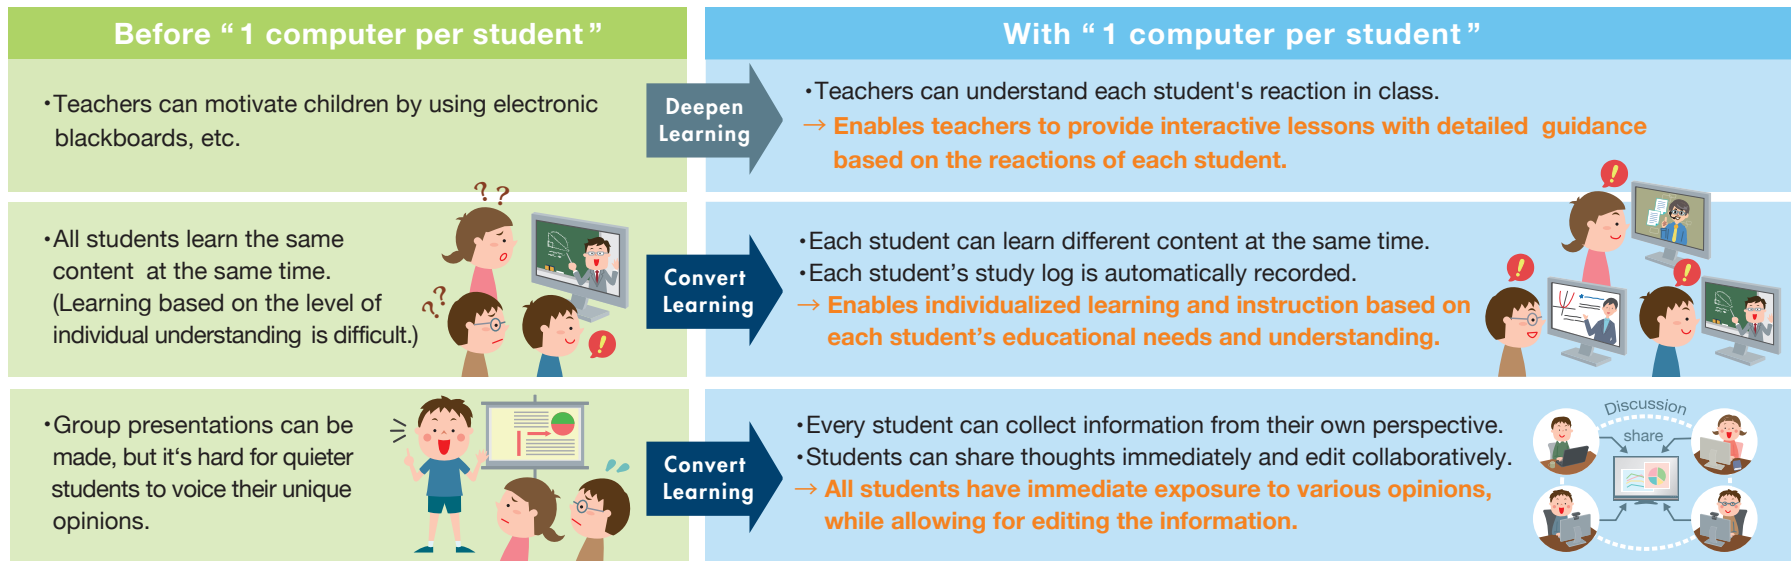 Before “ 1 computer per student ”
With “ 1 computer per student ”
・Teachers can motivate children by using electronic
blackboards, etc.
Deepen
Learning
・Teachers can understand each student's reaction in class.
→ Enables teachers to provide interactive lessons with detailed guidance
based on the reactions of each student.
・All students learn the same
content at the same time.
(Learning based on the level of
individual understanding is difficult.)
? ?
? ?
!
Convert
Learning
・Each student can learn different content at the same time.
・Each student’s study log is automatically recorded.
→ Enables individualized learning and instruction based on
each student’s educational needs and understanding.
!
!
!
・Group presentations can be
made, but it‘s hard for quieter
students to voice their unique
opinions.
Convert
Learning
・Every student can collect information from their own perspective.
・Students can share thoughts immediately and edit collaboratively.
→ All students have immediate exposure to various opinions,
while allowing for editing the information.
Discussion
share